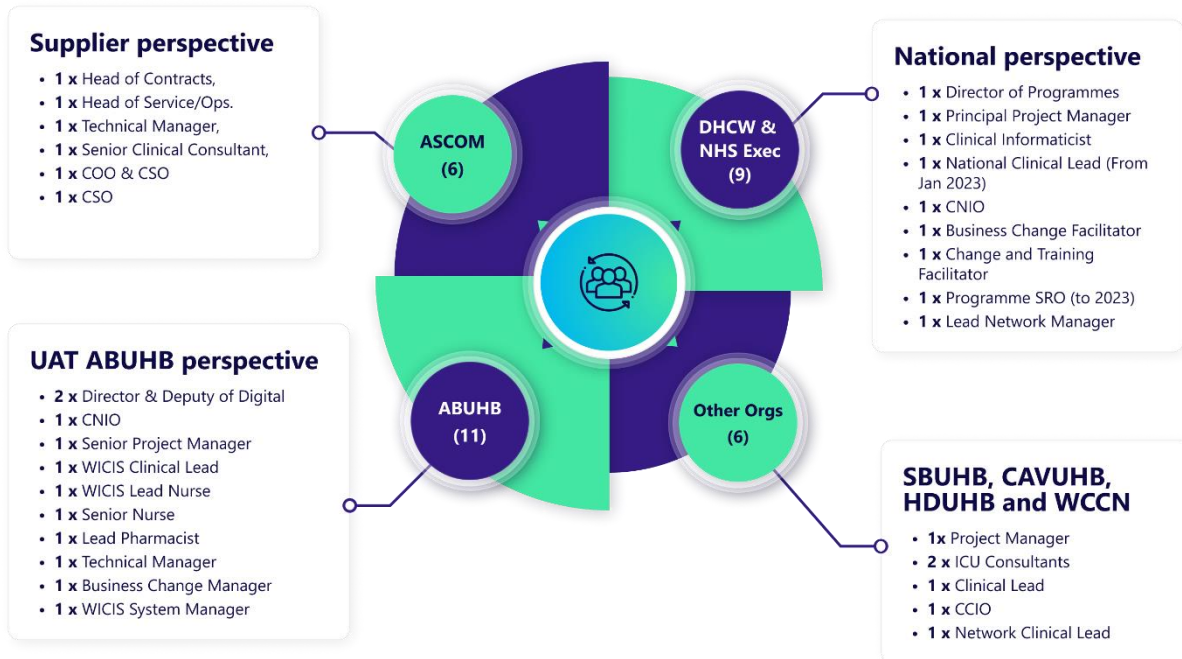 Supplier perspective
• 1 x Head of Contracts,
• 1 x Head of Service/Ops.
• 1 x Technical Manager,
• 1 x Senior Clinical Consultant,
• 1 x COO & CSO
• 1 x CSO
ASCOM
(6)
DHCW &
NHS Exec
(9)
National perspective
• 1 x Director of Programmes
• 1 x Principal Project Manager
• 1 x Clinical Informaticist
• 1 x National Clinical Lead (From
Jan 2023)
• 1 x CNIO
• 1 x Business Change Facilitator
• 1 x Change and Training
Facilitator
• 1 x Programme SRO (to 2023)
• 1 x Lead Network Manager
UAT ABUHB perspective
• 2 x Director & Deputy of Digital
• 1 x CNIO
• 1 x Senior Project Manager
• 1 x WICIS Clinical Lead
• 1 x WICIS Lead Nurse
• 1 x Senior Nurse
• 1 x Lead Pharmacist
• 1 x Technical Manager
• 1 x Business Change Manager
• 1 x WICIS System Manager
ABUHB
(11)
Other Orgs
(6)
SBUHB, CAVUHB,
HDUHB and WCCN
• 1x Project Manager
• 2 x ICU Consultants
• 1 x Clinical Lead
• 1 x CCIO
• 1 x Network Clinical Lead